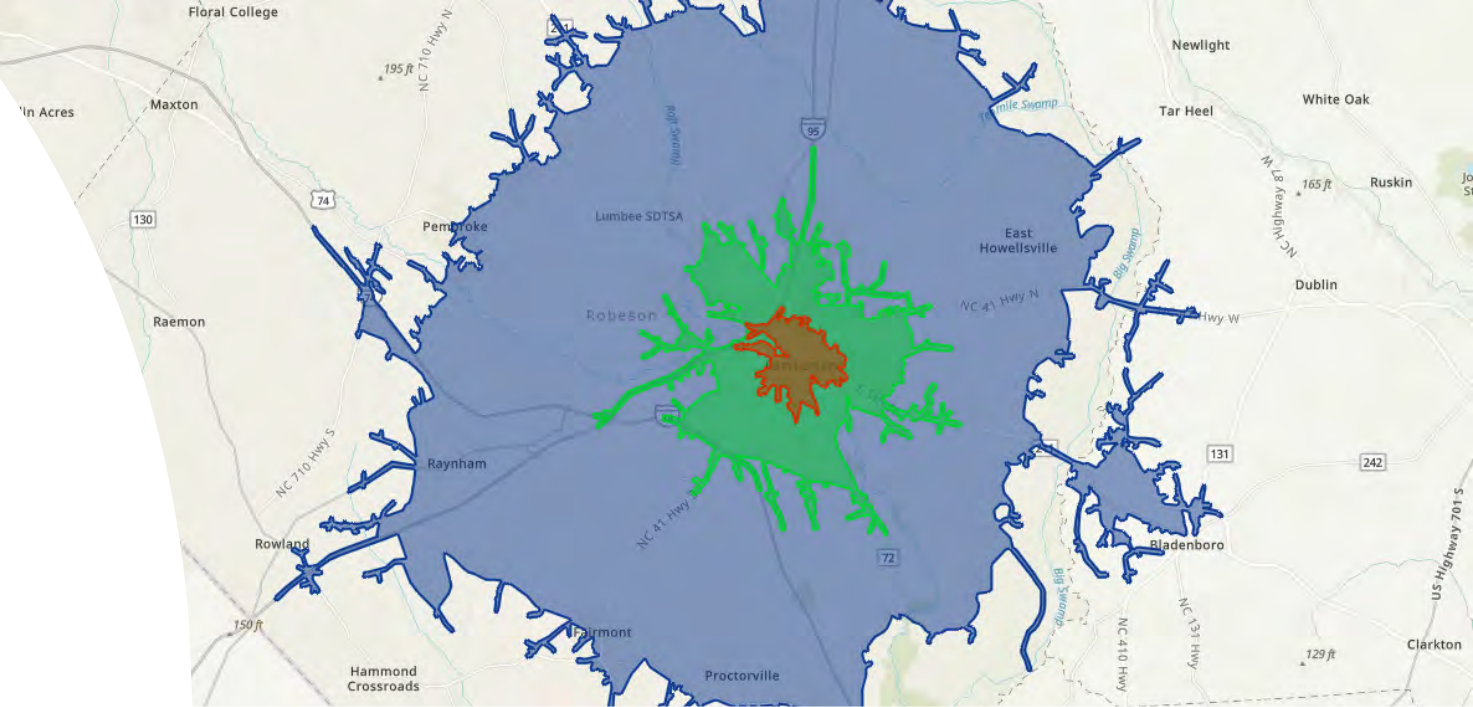 Floral College
195 ft
NC 710 Hwy N
Newlight
in Acres
Maxton
Tenmile Swamp
Tar Heel
White Oak
95
74
NC Highway 87 W
165 ft
Ruskin
Jo
St
130
Pembroke
Lumbee SDTSA
East
Howellsville
Big Swamp
Dublin
Raemon
Robeson
NC 41 Hwy N
Hwy W
NC 710 Hwy S
Raynham
131
242
NC 41 Hwy
US Highway 701 S
Rowland
72
Bladenboro
Big Swamp
150 ft
Fairmont
NC 410 Hwy
NC 131 Hwy
Clarkton
129 ft
Hammond
Crossroads
Proctorville